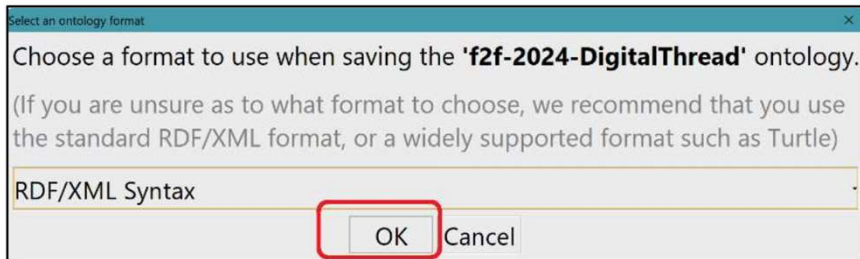 Select an ontology format
Choose a format to use when saving the 'f2f-2024-DigitalThread' ontology.
(If you are unsure as to what format to choose, we recommend that you use
the standard RDF/XML format, or a widely supported format such as Turtle)
RDF/XML Syntax
OK Cancel